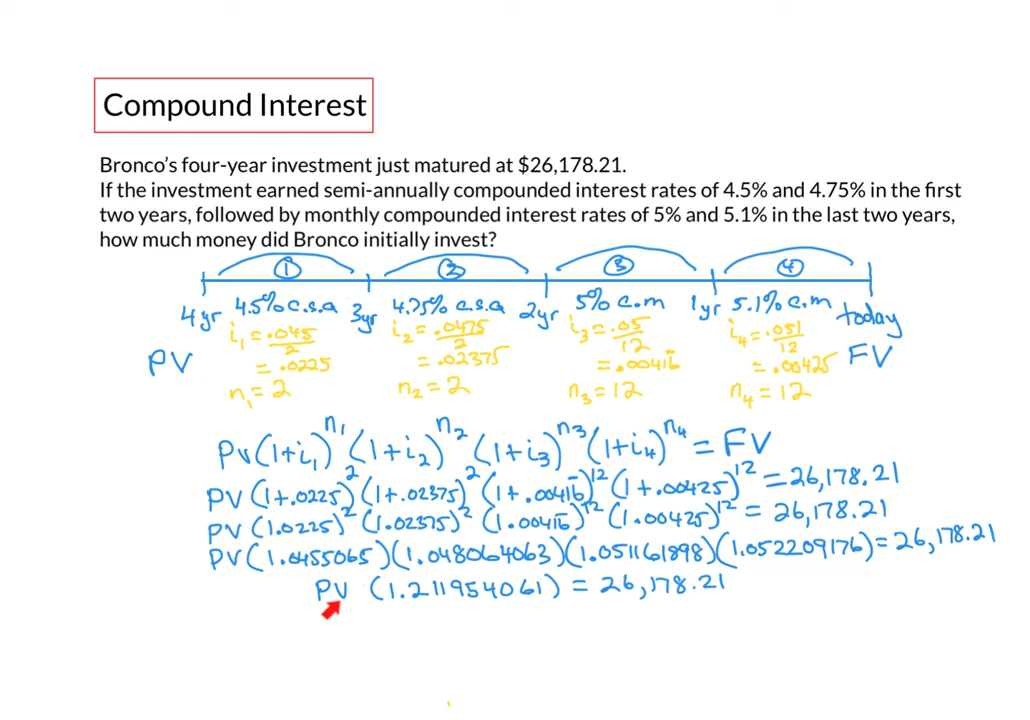 Compound Interest
Bronco's four-year investment just matured at $26,178.21.
If the investment earned semi-annually compounded interest rates of 4.5% and 4.75% in the first
two years, followed by monthly compounded interest rates of 5% and 5.1% in the last two years,
how much money did Bronco initially invest?
① ② ③ ④
4yr 4.5% c.s.a 3yr 4.75% c.s.a 2yr 5% c.m 1yr 5.1% c.m today
i₁ = .045/2 i₂ = .0475/2 i₃ = .05/12 i₄ = .051/12
PV = .0225 = .02375 = .00416̅ = .00425 FV
n₁ = 2 n₂ = 2 n₃ = 12 n₄ = 12
PV(1+i₁)^n₁ (1+i₂)^n₂ (1+i₃)^n₃ (1+i₄)^n₄ = FV
PV(1+.0225)² (1+.02375)² (1+.00416̅)¹² (1+.00425)¹² = 26,178.21
PV(1.0225)² (1.02375)² (1.00416̅)¹² (1.00425)¹² = 26,178.21
PV(1.0455065)(1.048064063)(1.051161898)(1.052209176) = 26,178.21
PV (1.211954061) = 26,178.21